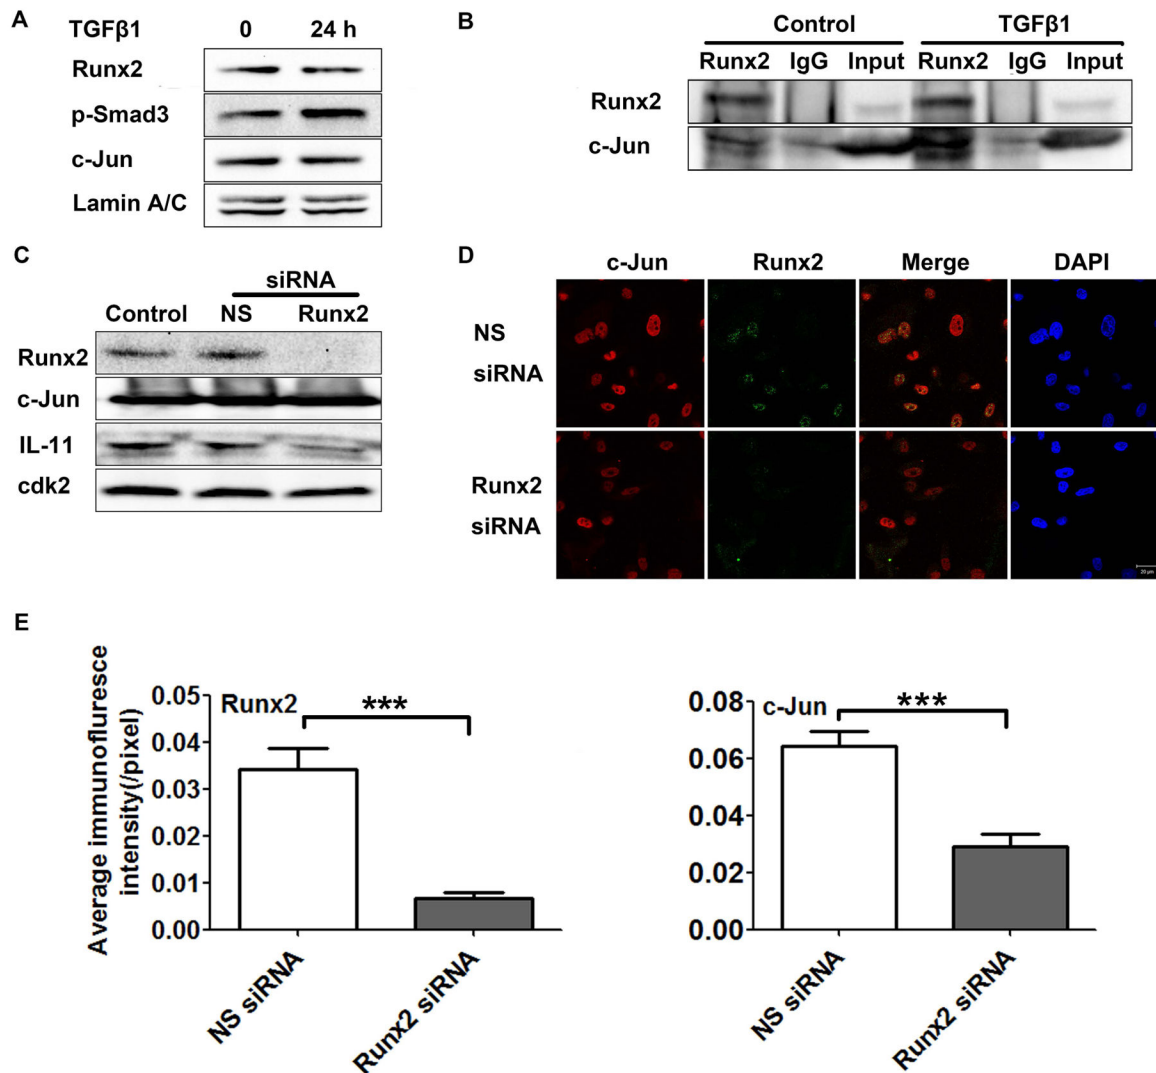 A
TGFβ1 0 24 h
Runx2
p-Smad3
c-Jun
Lamin A/C
B
Control TGFβ1
Runx2 IgG Input Runx2 IgG Input
Runx2
c-Jun
C
siRNA
Control NS Runx2
Runx2
c-Jun
IL-11
cdk2
D
c-Jun Runx2 Merge DAPI
NS
siRNA
Runx2
siRNA
20 μm
E
Average immunofluresce
intensity(/pixel)
0.05
0.04
0.03
0.02
0.01
0.00
Runx2
***
NS siRNA
Runx2 siRNA
0.08
0.06
0.04
0.02
0.00
c-Jun
***
NS siRNA
Runx2 siRNA